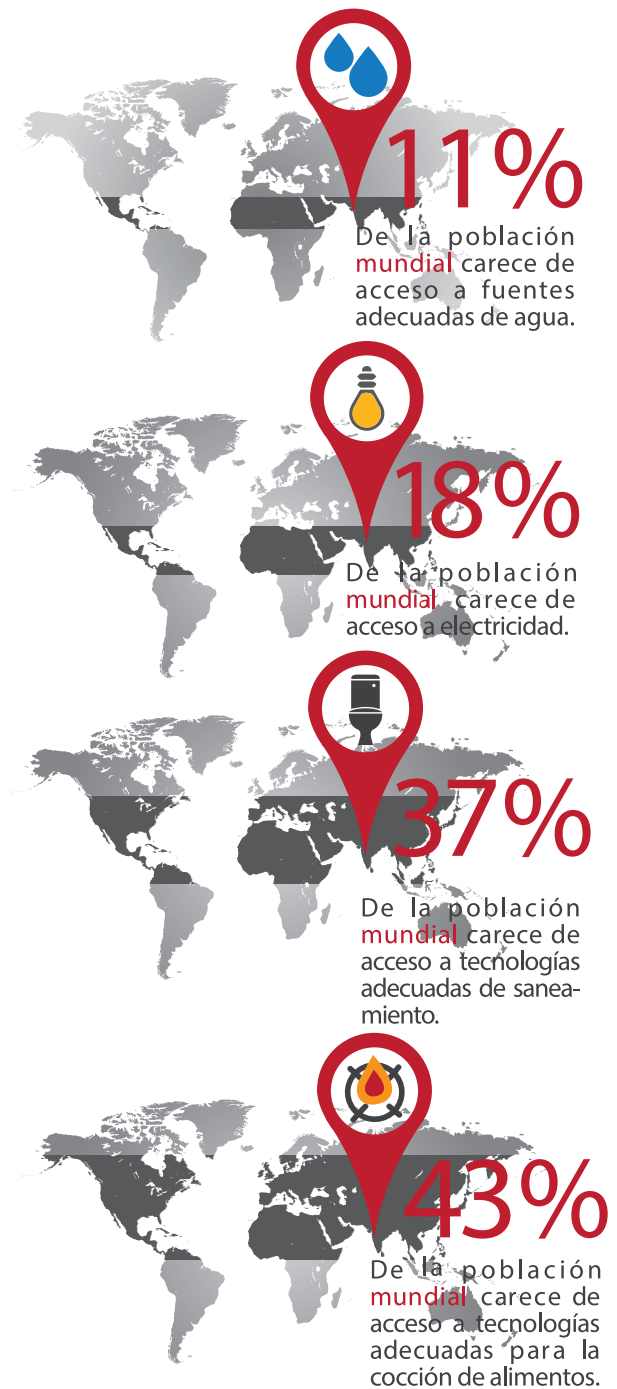 11%
De la población
mundial carece de
acceso a fuentes
adecuadas de agua.
18%
De la población
mundial carece de
acceso a electricidad.
37%
De la población
mundial carece de
acceso a tecnologías
adecuadas de sanea-
miento.
43%
De la población
mundial carece de
acceso a tecnologías
adecuadas para la
cocción de alimentos.